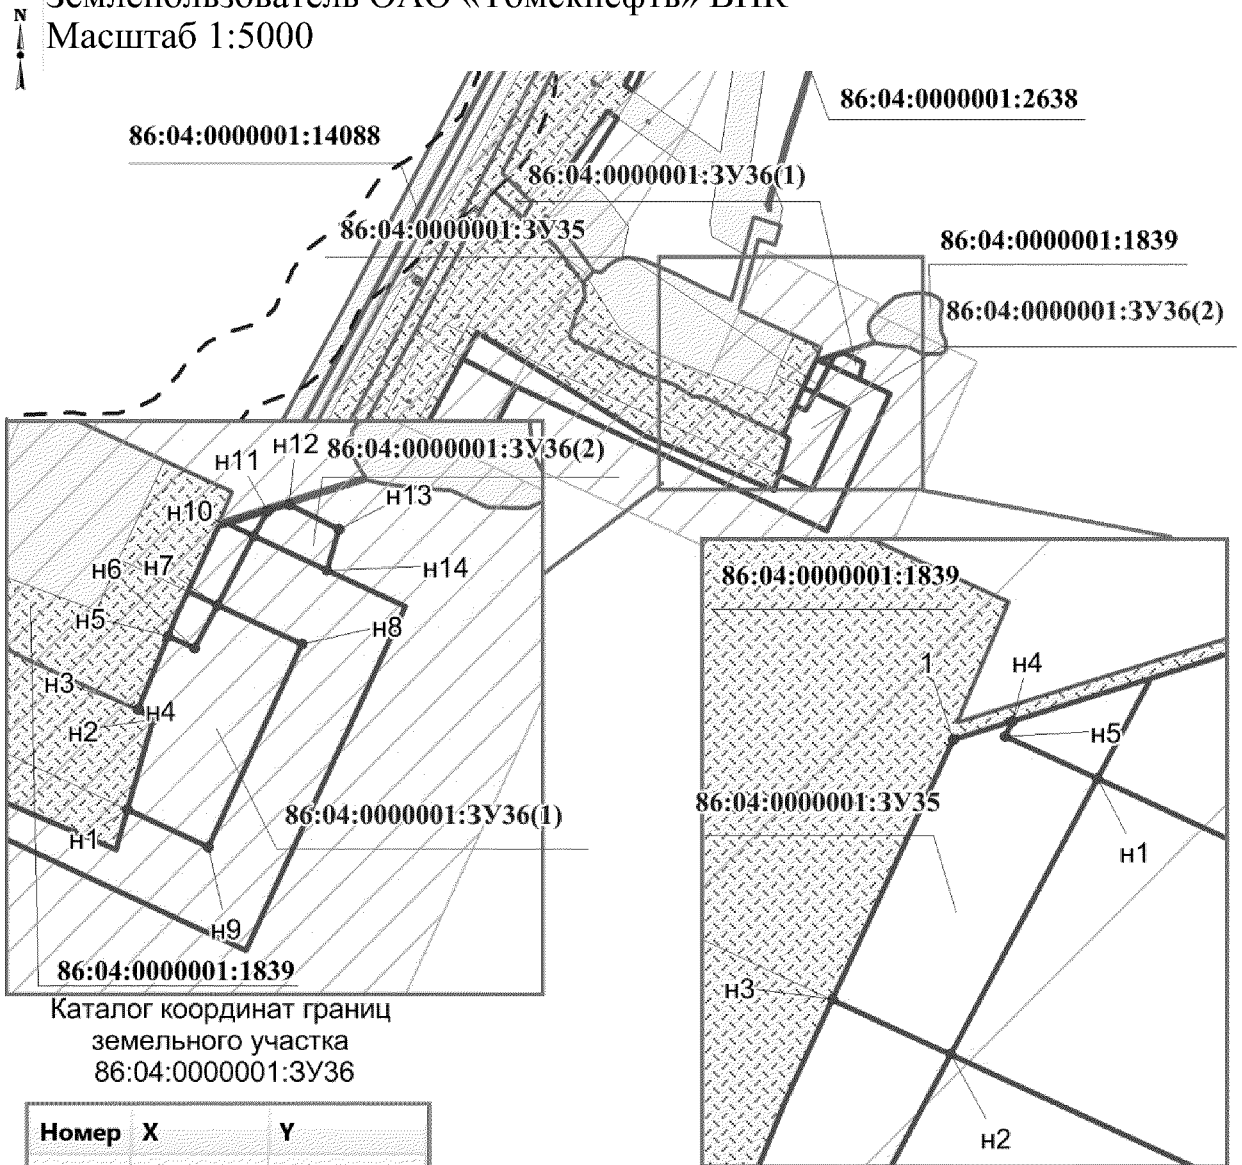 Землепользователь ОАО «Томскнефть» ВНК
N
Масштаб 1:5000
86:04:0000001:2638
86:04:0000001:14088
86:04:0000001:ЗУ36(1)
86:04:0000001:ЗУ35
86:04:0000001:1839
86:04:0000001:ЗУ36(2)
н12
86:04:0000001:ЗУ36(2)
н11
н13
н10
н6
н7
н14
н5
н8
н3
н4
н2
86:04:0000001:ЗУ36(1)
н1
н9
86:04:0000001:1839
86:04:0000001:1839
1
н4
н5
86:04:0000001:ЗУ35
н1
н3
н2
Каталог координат границ
земельного участка
86:04:0000001:ЗУ36
Номер X Y